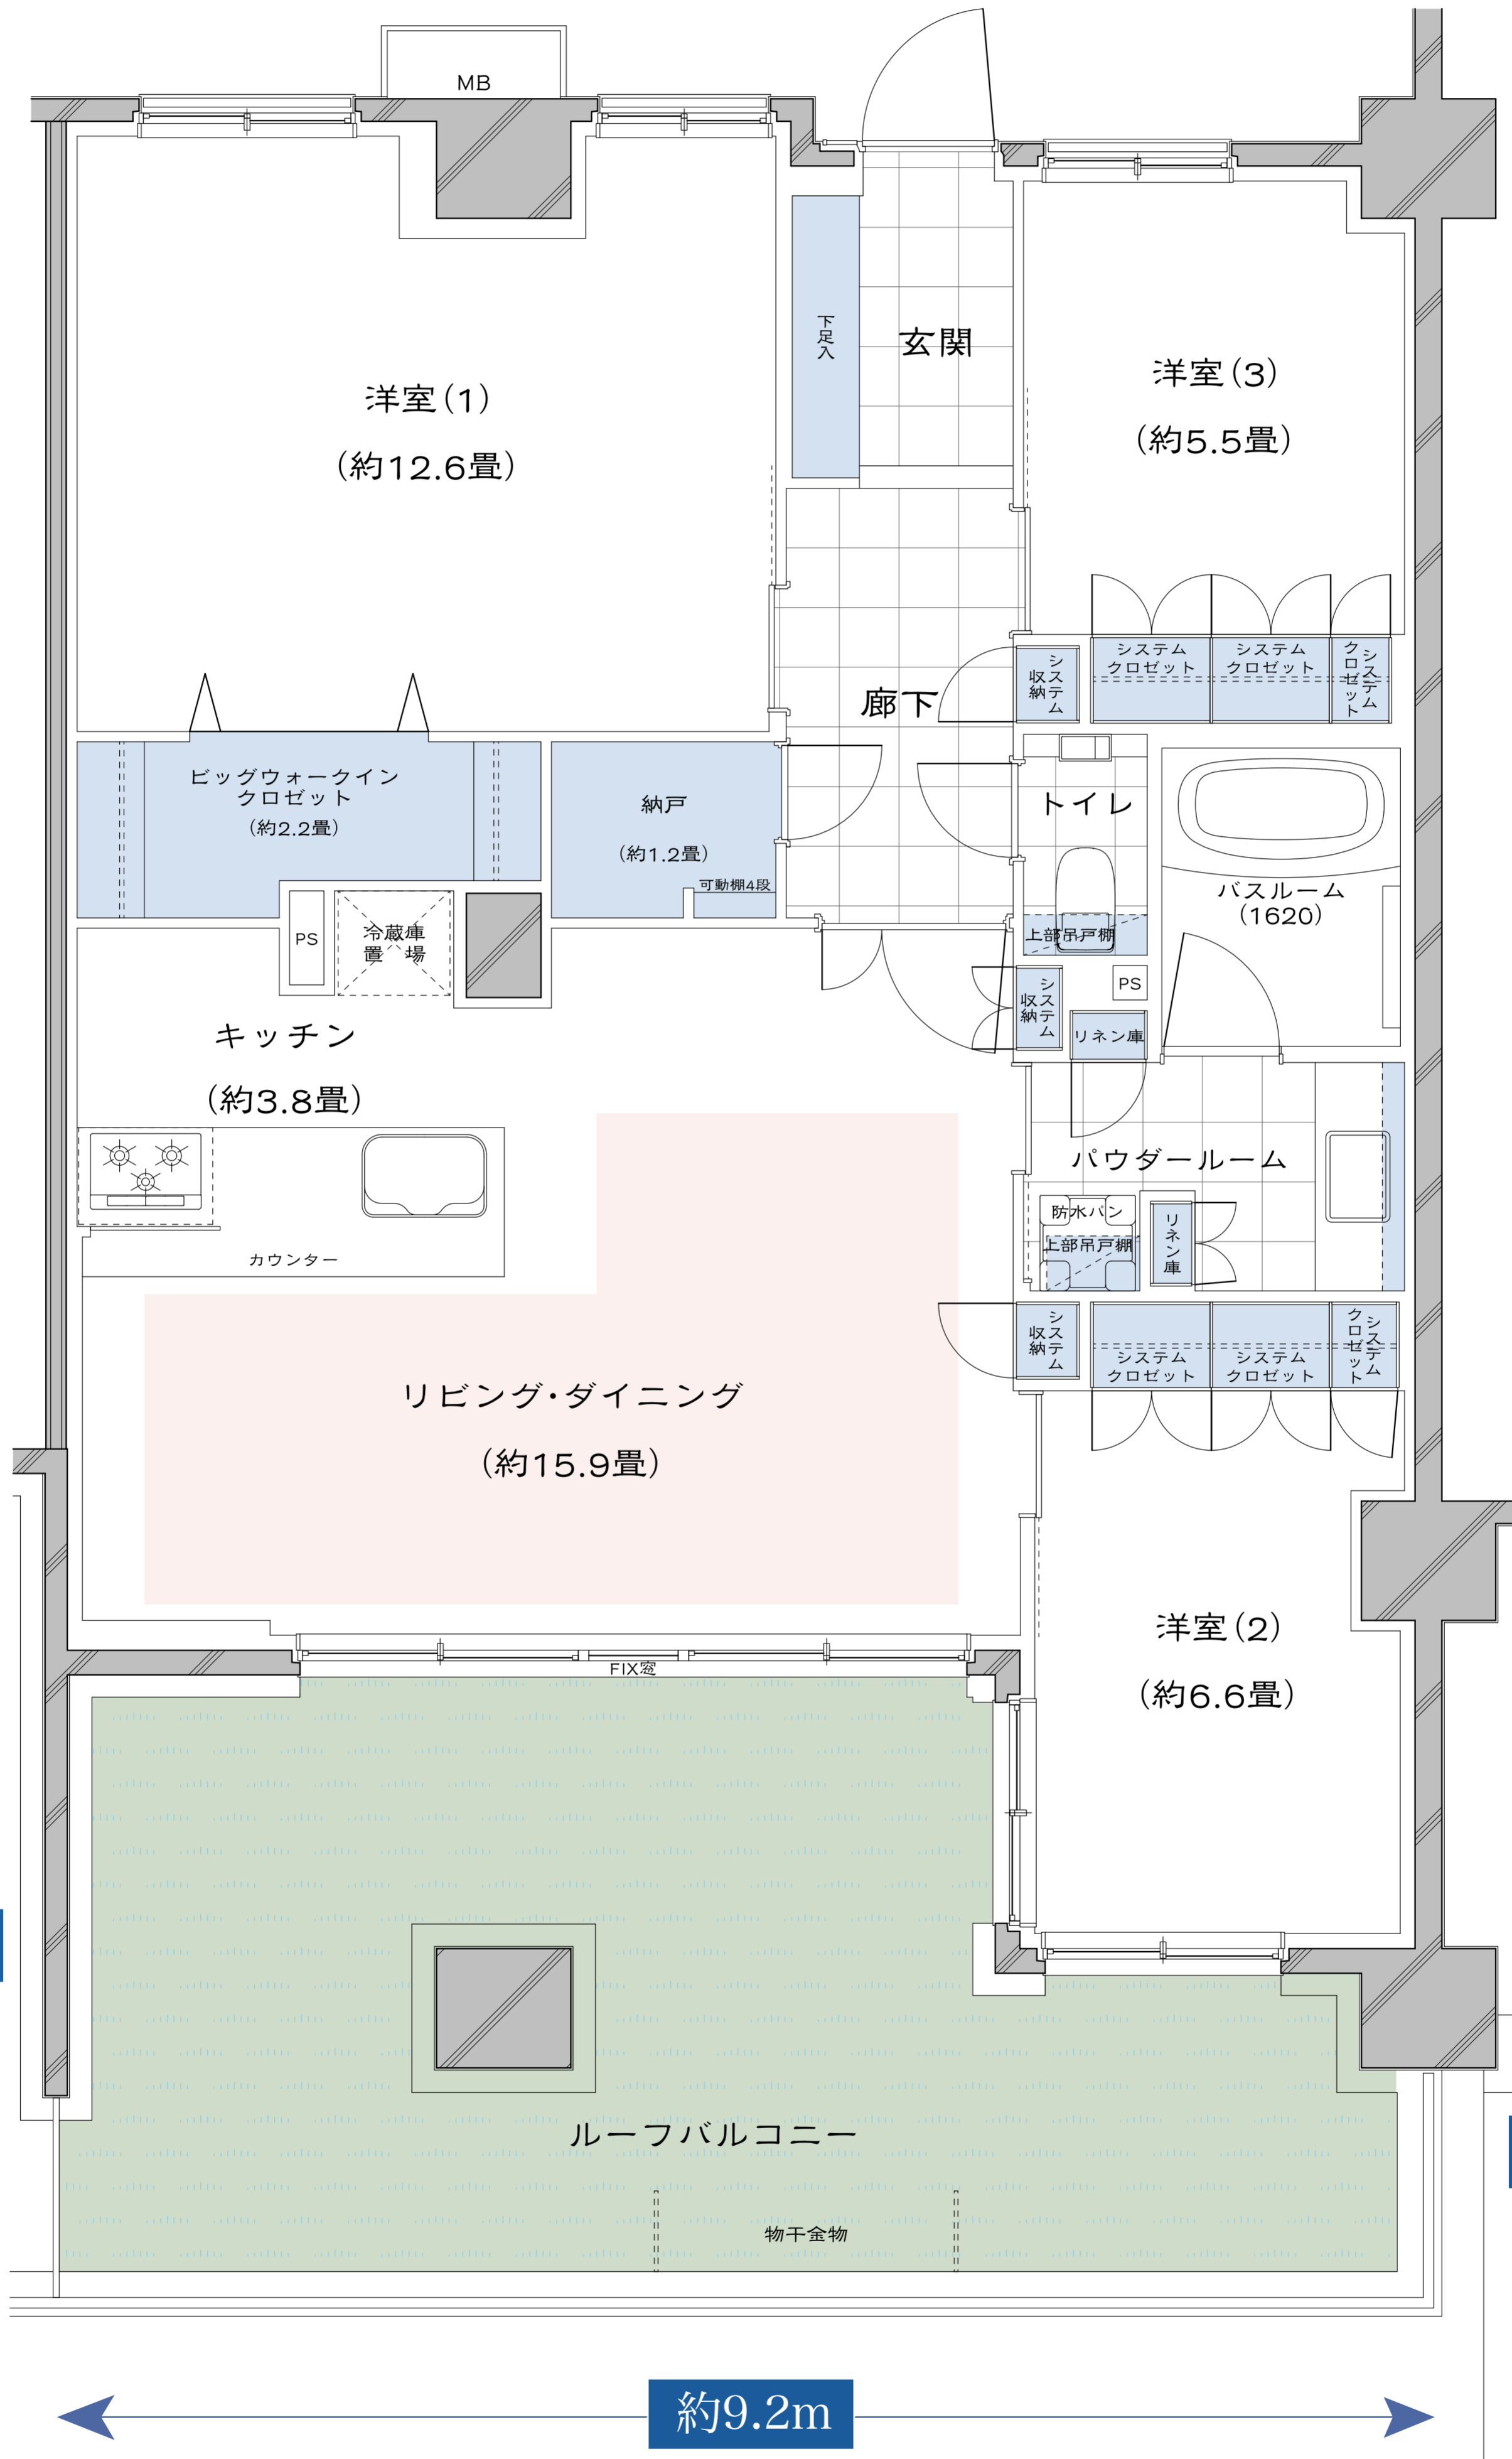 MB
下足入
玄関
洋室(1)
(約12.6畳)
洋室(3)
(約5.5畳)
システム
収納
システム
クロゼット
システム
クロゼット
システム
クロゼット
廊下
ビッグウォークイン
クロゼット
(約2.2畳)
納戸
(約1.2畳)
可動棚4段
トイレ
上部吊戸棚
バスルーム
(1620)
PS
冷蔵庫
置場
システム
収納
PS
リネン庫
キッチン
(約3.8畳)
カウンター
パウダールーム
防水パン
上部吊戸棚
リネン庫
システム
収納
システム
クロゼット
システム
クロゼット
システム
クロゼット
リビング・ダイニング
(約15.9畳)
洋室(2)
(約6.6畳)
FIX窓
ルーフバルコニー
物干金物
約9.2m